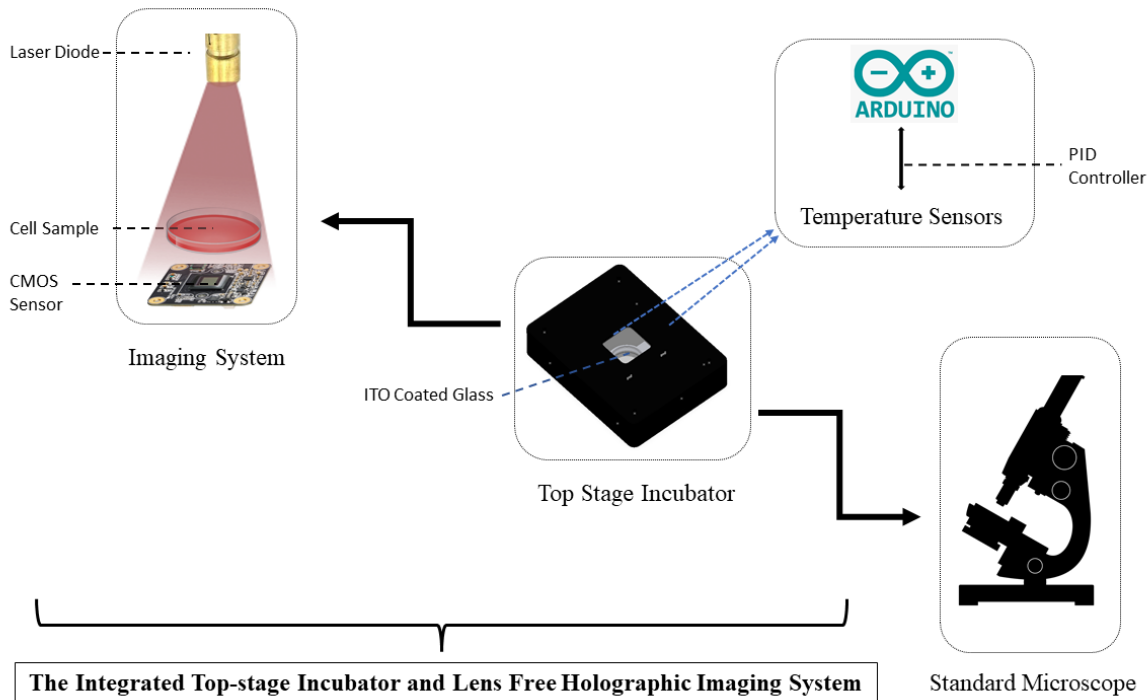 Laser Diode
Cell Sample
CMOS
Sensor
Imaging System
ARDUINO
PID
Controller
Temperature Sensors
ITO Coated Glass
Top Stage Incubator
The Integrated Top-stage Incubator and Lens Free Holographic Imaging System
Standard Microscope